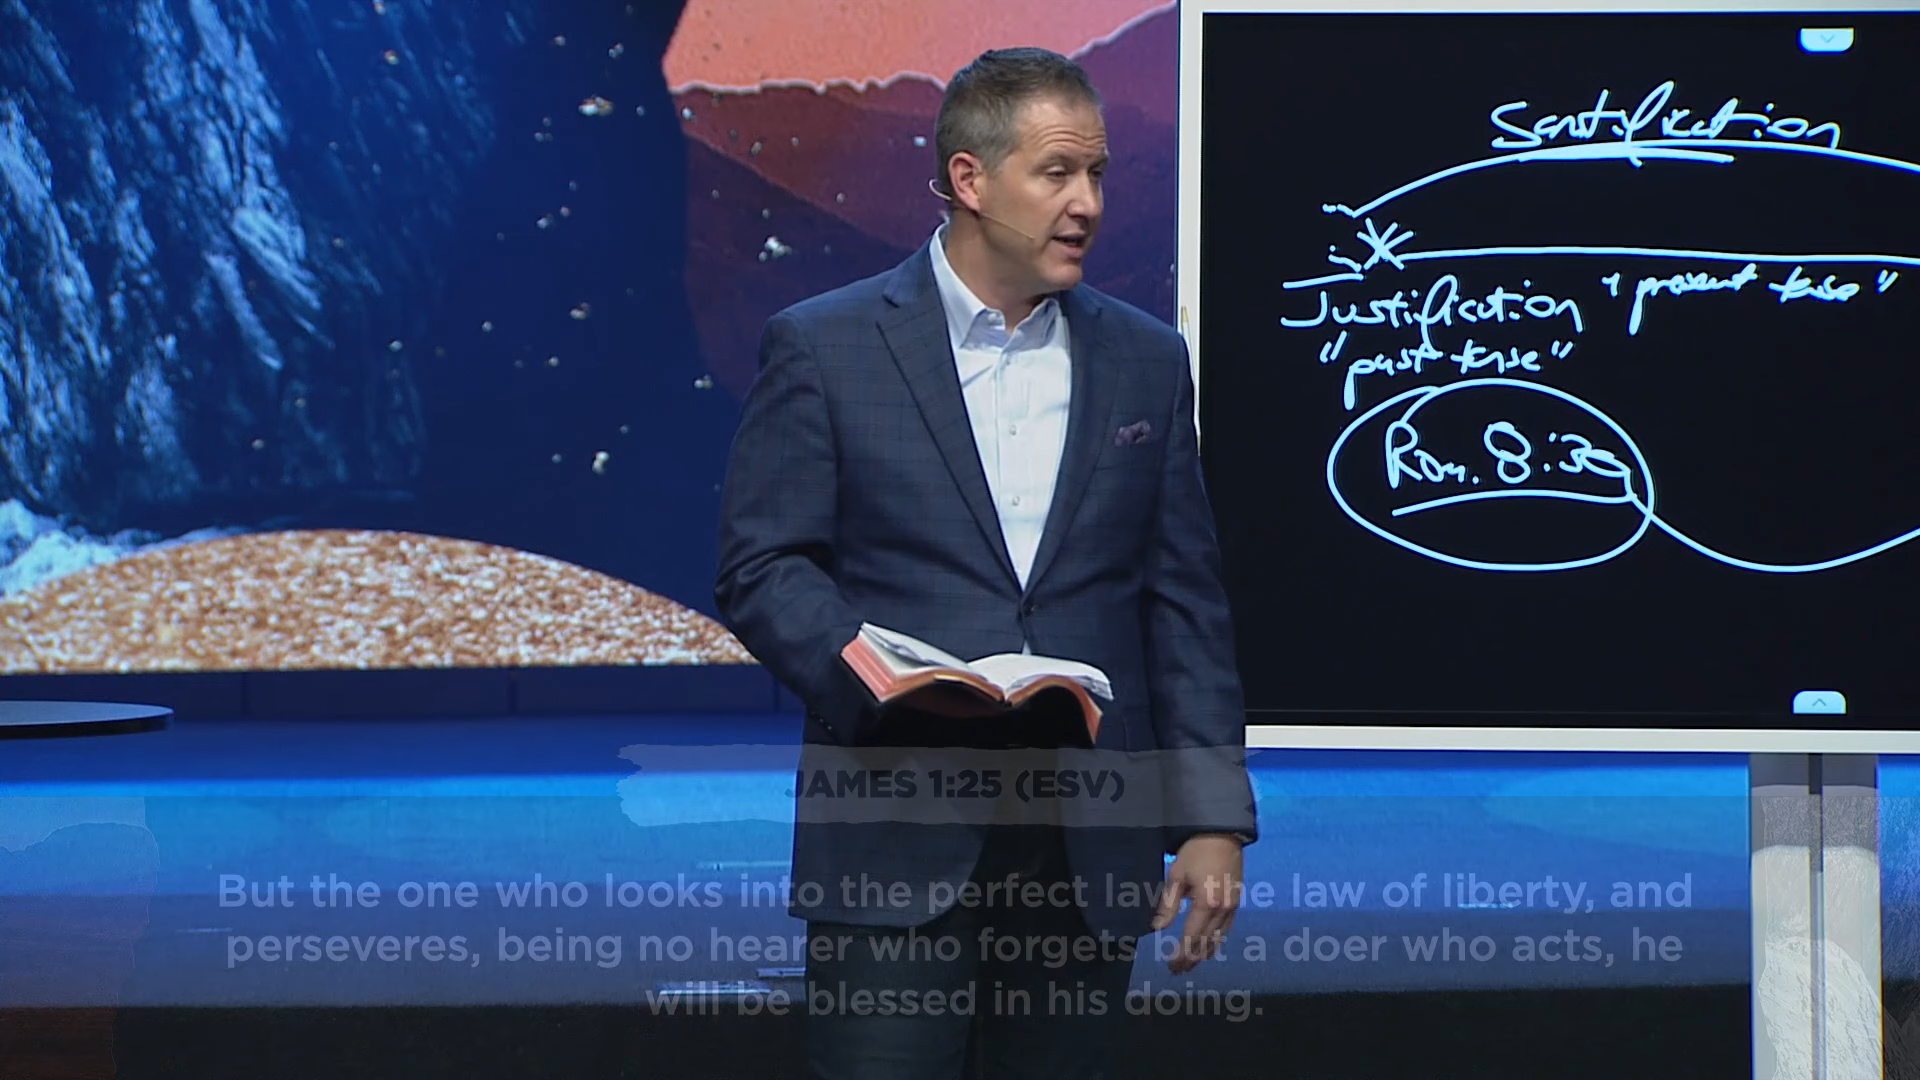 Sanctification
Justification "present tense"
"past tense"
Rom. 8:30
JAMES 1:25 (ESV)
But the one who looks into the perfect law, the law of liberty, and
perseveres, being no hearer who forgets but a doer who acts, he
will be blessed in his doing.